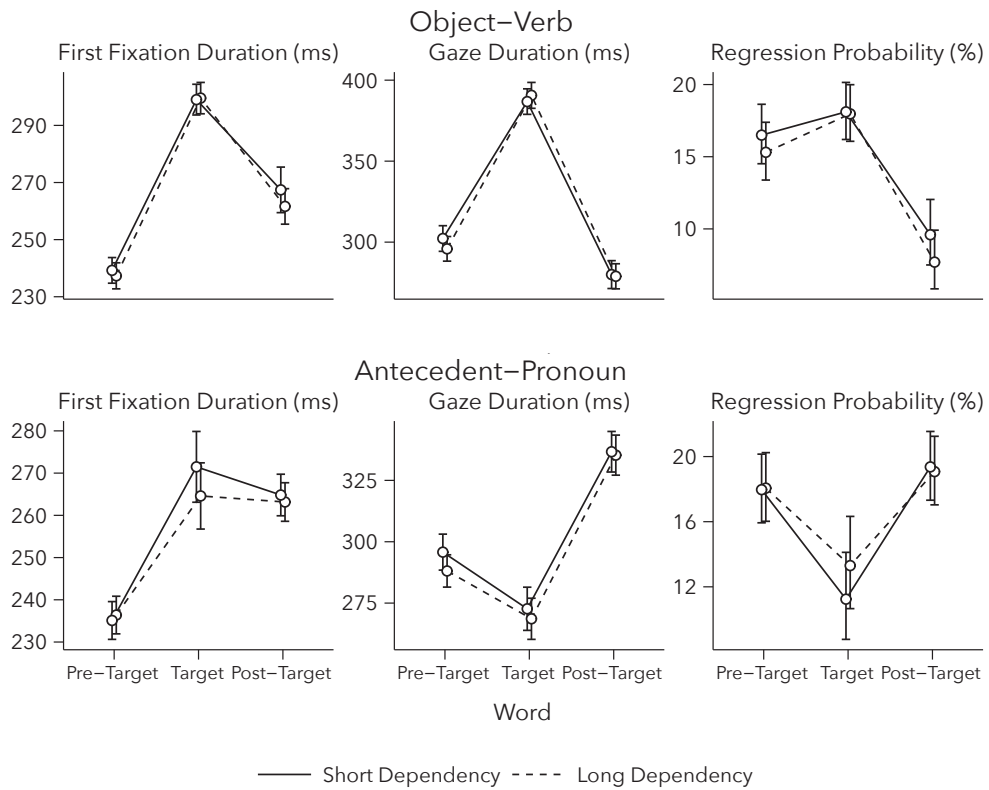 Object–Verb
First Fixation Duration (ms)
Gaze Duration (ms)
Regression Probability (%)
290
270
250
230
400
350
300
20
15
10
Antecedent–Pronoun
First Fixation Duration (ms)
Gaze Duration (ms)
Regression Probability (%)
280
270
260
250
240
230
325
300
275
20
16
12
Pre–Target Target Post–Target
Pre–Target Target Post–Target
Pre–Target Target Post–Target
Word
Short Dependency Long Dependency